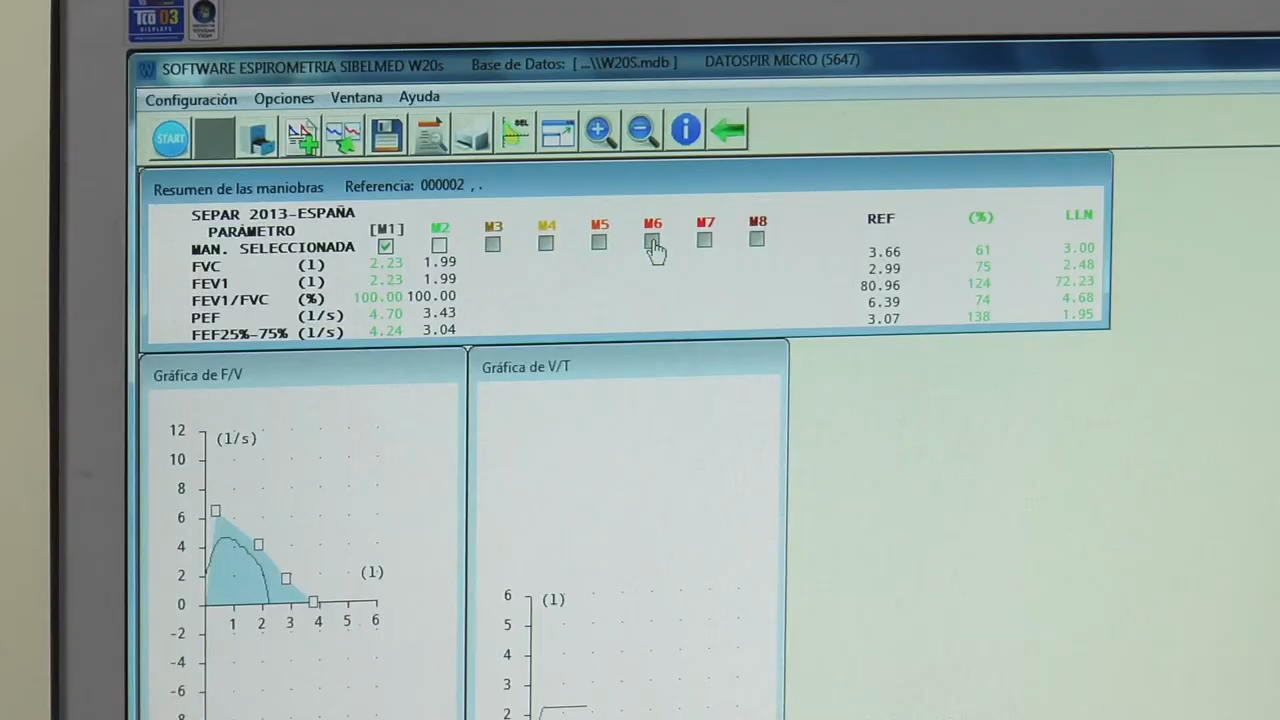 Tco 03
DISPLAYS
SOFTWARE ESPIROMETRIA SIBELMED W20s Base de Datos: [ ...\\W20S.mdb ] DATOSPIR MICRO (5647)
Configuración Opciones Ventana Ayuda
START SEL
Resumen de las maniobras Referencia: 000002 , .
SEPAR 2013-ESPAÑA
PARÁMETRO [M1] M2 M3 M4 M5 M6 M7 M8 REF (%) LLN
MAN. SELECCIONADA
FVC (l) 2.23 1.99 3.66 61 3.00
FEV1 (l) 2.23 1.99 2.99 75 2.48
FEV1/FVC (%) 100.00 100.00 80.96 124 72.23
PEF (l/s) 4.70 3.43 6.39 74 4.68
FEF25%-75% (l/s) 4.24 3.04 3.07 138 1.95
Gráfica de F/V
12 (l/s)
10
8
6
4
2 (l)
0
1 2 3 4 5 6
-2
-4
-6
Gráfica de V/T
6 (l)
5
4
3
2